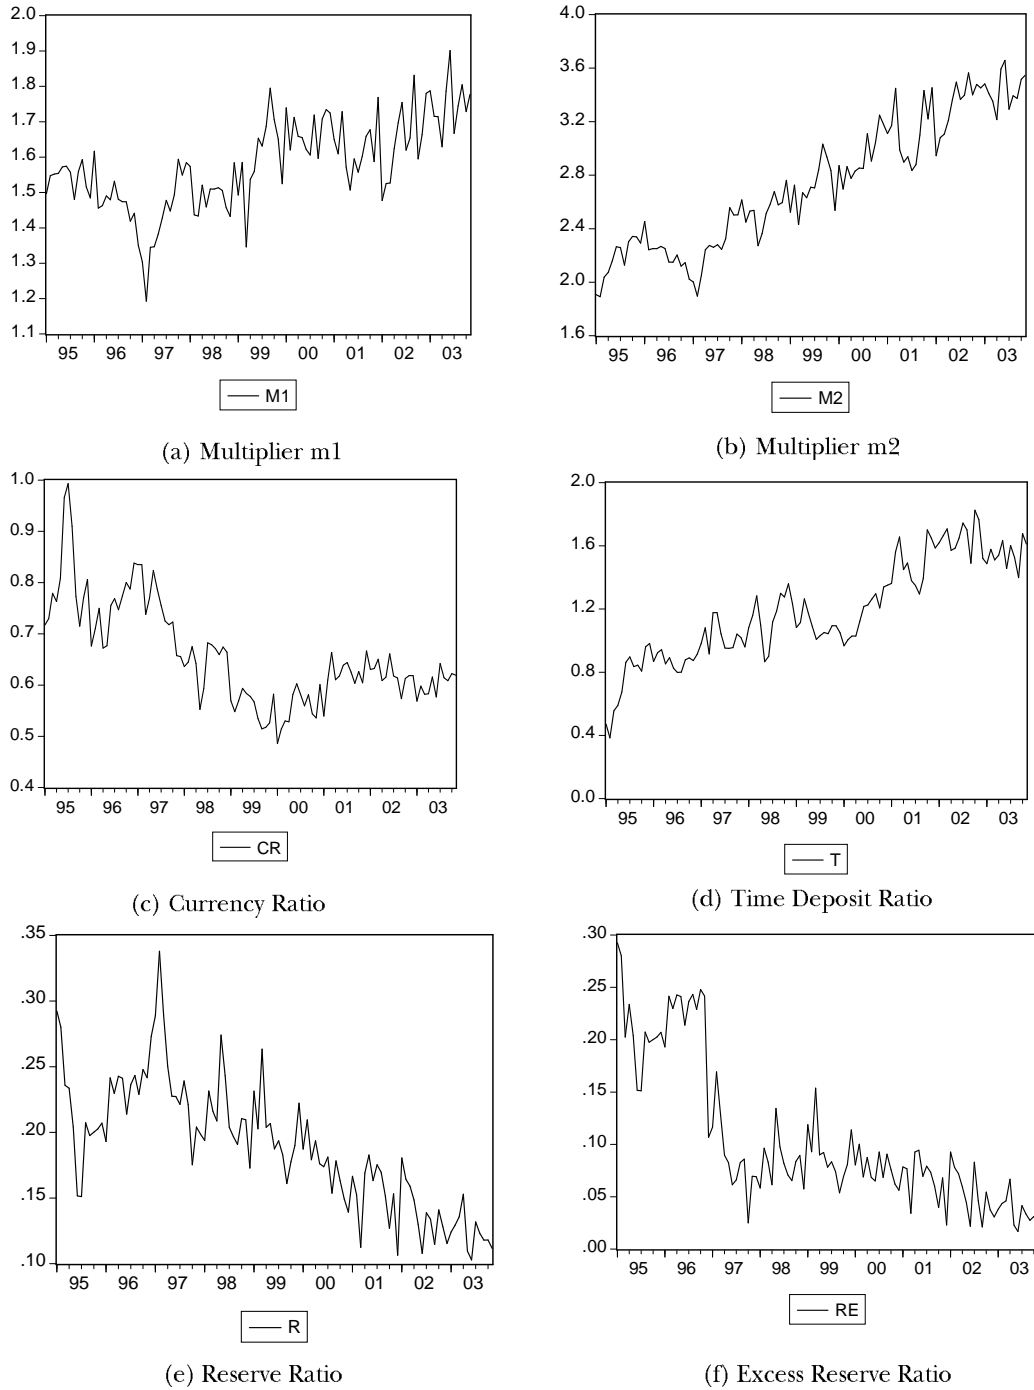 2.0
1.9
1.8
1.7
1.6
1.5
1.4
1.3
1.2
1.1
95 96 97 98 99 00 01 02 03
M1
(a) Multiplier m1
4.0
3.6
3.2
2.8
2.4
2.0
1.6
95 96 97 98 99 00 01 02 03
M2
(b) Multiplier m2
1.0
0.9
0.8
0.7
0.6
0.5
0.4
95 96 97 98 99 00 01 02 03
CR
(c) Currency Ratio
2.0
1.6
1.2
0.8
0.4
0.0
95 96 97 98 99 00 01 02 03
T
(d) Time Deposit Ratio
.35
.30
.25
.20
.15
.10
95 96 97 98 99 00 01 02 03
R
(e) Reserve Ratio
.30
.25
.20
.15
.10
.05
.00
95 96 97 98 99 00 01 02 03
RE
(f) Excess Reserve Ratio